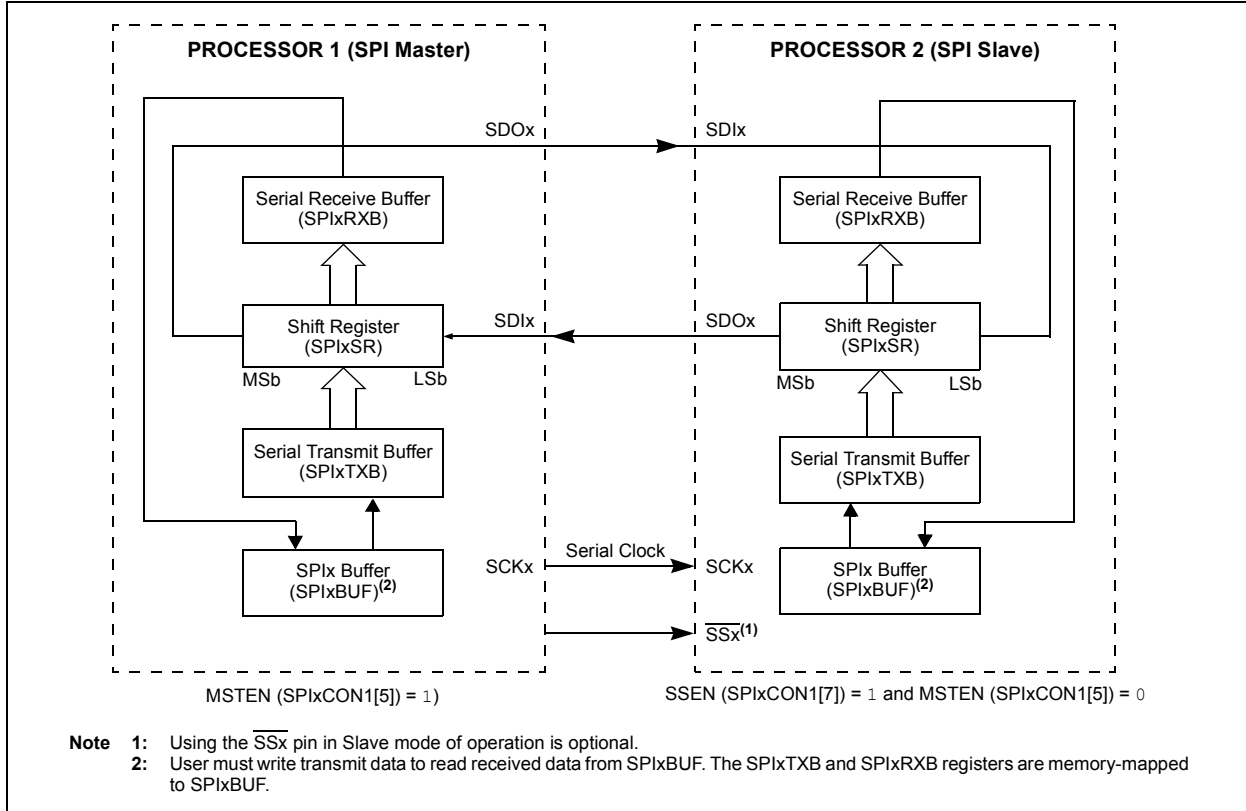 PROCESSOR 1 (SPI Master)
PROCESSOR 2 (SPI Slave)
SDOx
SDIx
Serial Receive Buffer
(SPIxRXB)
Serial Receive Buffer
(SPIxRXB)
Shift Register
(SPIxSR)
SDIx
SDOx
Shift Register
(SPIxSR)
MSb
LSb
MSb
LSb
Serial Transmit Buffer
(SPIxTXB)
Serial Transmit Buffer
(SPIxTXB)
SPIx Buffer
(SPIxBUF)(2)
SCKx
Serial Clock
SCKx
SPIx Buffer
(SPIxBUF)(2)
SSx(1)
MSTEN (SPIxCON1[5]) = 1)
SSEN (SPIxCON1[7]) = 1 and MSTEN (SPIxCON1[5]) = 0
Note 1: Using the SSx pin in Slave mode of operation is optional.
2: User must write transmit data to read received data from SPIxBUF. The SPIxTXB and SPIxRXB registers are memory-mapped
to SPIxBUF.